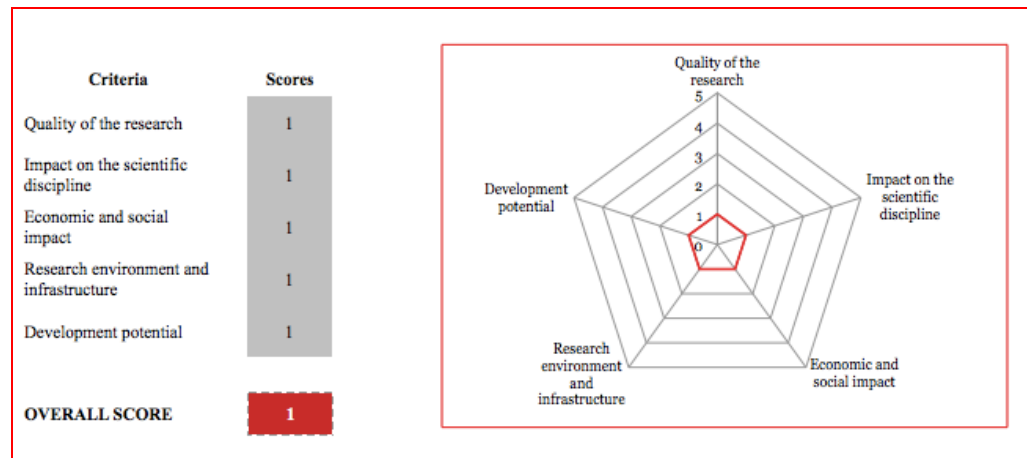 Criteria Scores
Quality of the research 1
Impact on the scientific
discipline
1
Economic and social
impact
1
Research environment and
infrastructure
1
Development potential 1
OVERALL SCORE 1
Quality of the
research
5
4
3
2
1
0
Impact on the
scientific
discipline
Economic and
social impact
Research
environment
and
infrastructure
Development
potential